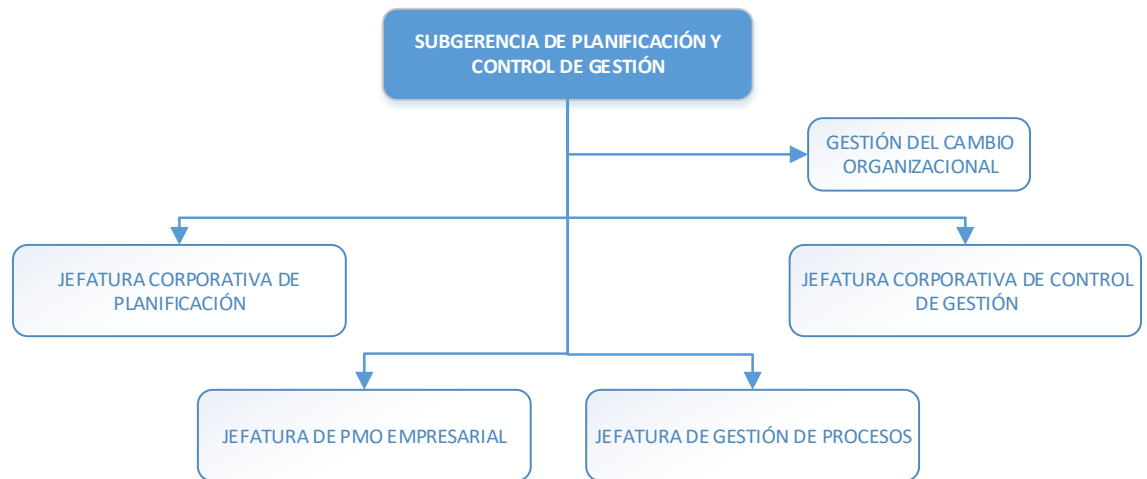 SUBGERENCIA DE PLANIFICACIÓN Y
CONTROL DE GESTIÓN
GESTIÓN DEL CAMBIO
ORGANIZACIONAL
JEFATURA CORPORATIVA DE
PLANIFICACIÓN
JEFATURA CORPORATIVA DE CONTROL
DE GESTIÓN
JEFATURA DE PMO EMPRESARIAL
JEFATURA DE GESTIÓN DE PROCESOS